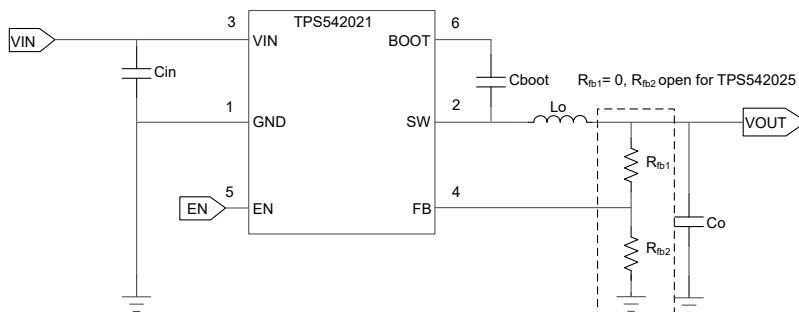 TPS542021
3
6
VIN
VIN
BOOT
Cin
Cboot
Rfb1= 0, Rfb2 open for TPS542025
1
2
Lo
GND
SW
VOUT
Rfb1
5
4
EN
EN
FB
Co
Rfb2